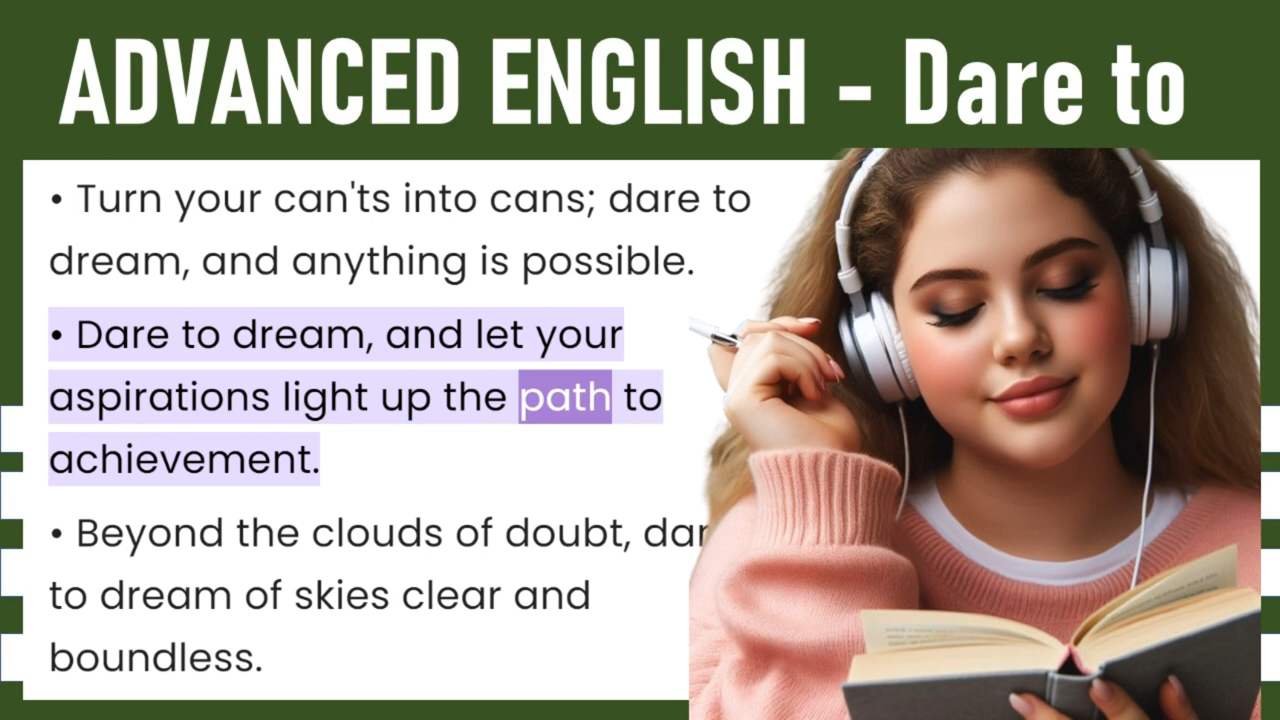 ADVANCED ENGLISH - Dare to
• Turn your can'ts into cans; dare to
dream, and anything is possible.
• Dare to dream, and let your
aspirations light up the path to
achievement.
• Beyond the clouds of doubt,
to dream of skies clear and
boundless.